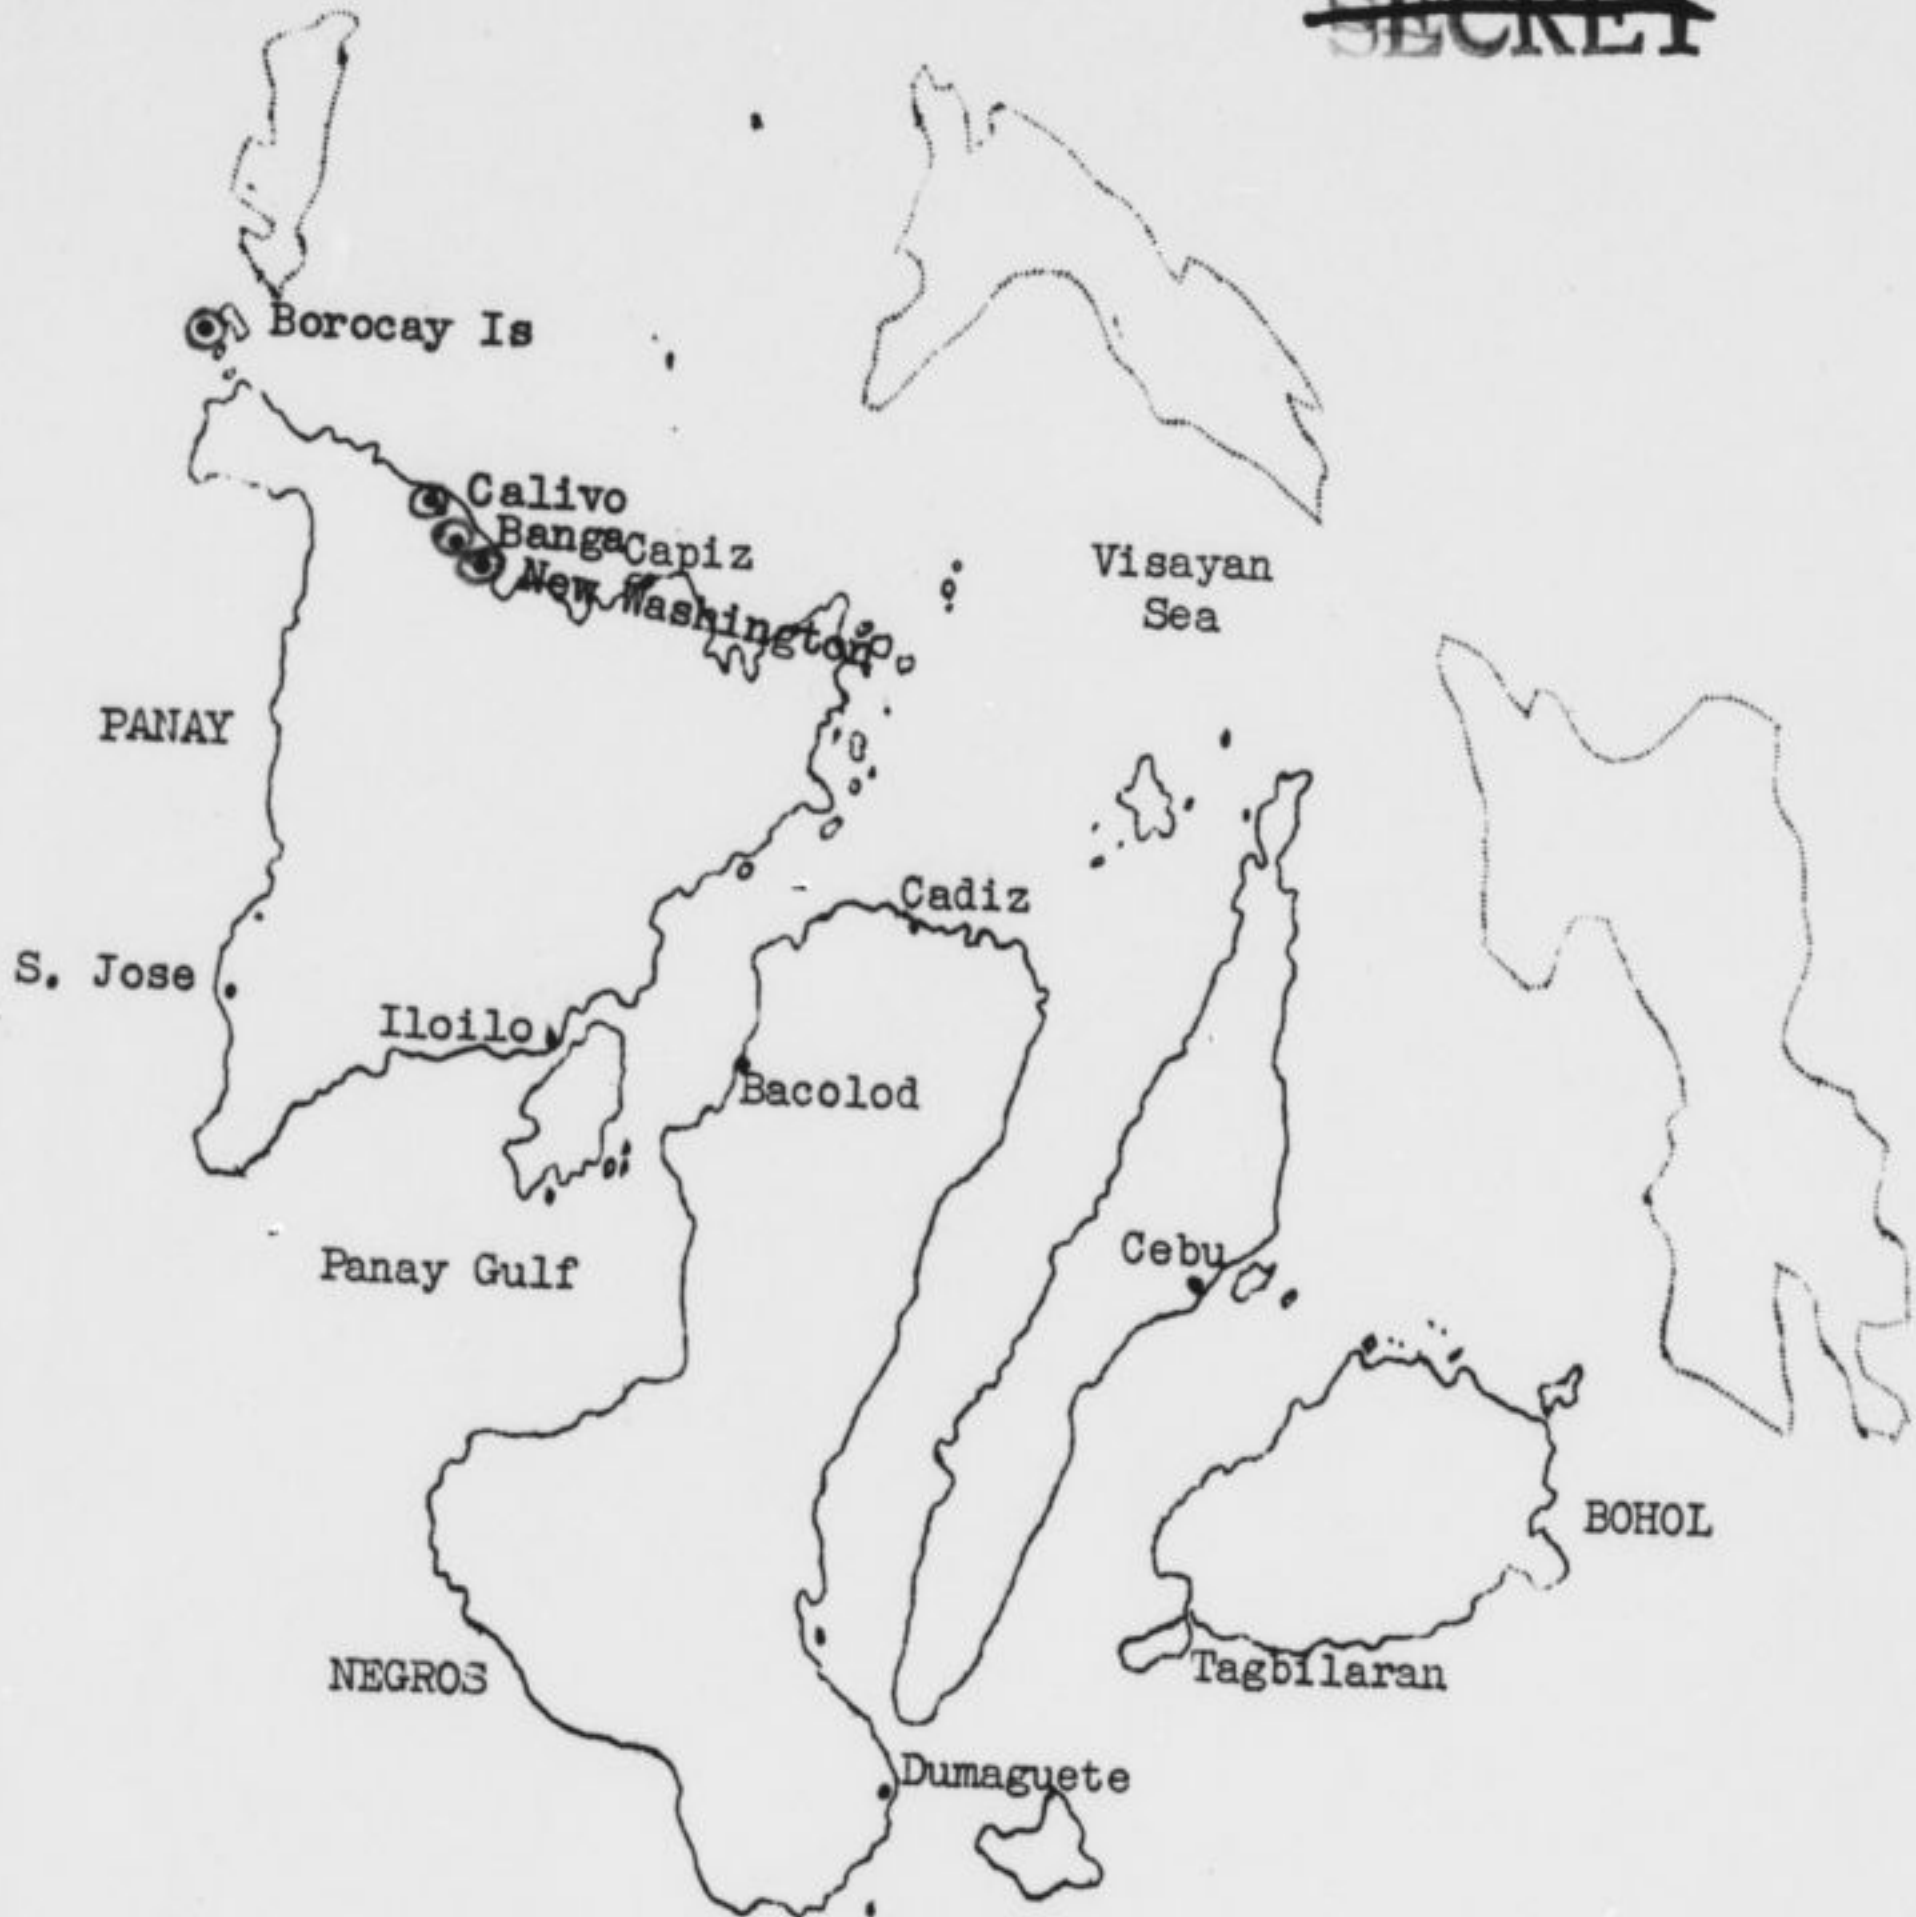 SECRET
Borocay Is
Calivo
Banga
Capiz
New Washington
Visayan
Sea
PANAY
Cadiz
S. Jose
Iloilo
Bacolod
Cebu
Panay Gulf
BOHOL
NEGROS
Tagbilaran
Dumaguete